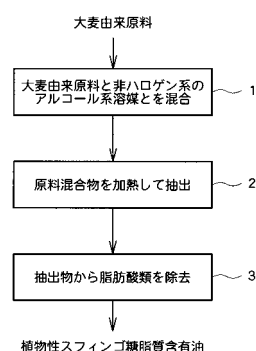 大麦由来原料
大麦由来原料と非ハロゲン系の
アルコール系溶媒とを混合
1
原料混合物を加熱して抽出
2
抽出物から脂肪酸類を除去
3
植物性スフィンゴ糖脂質含有油